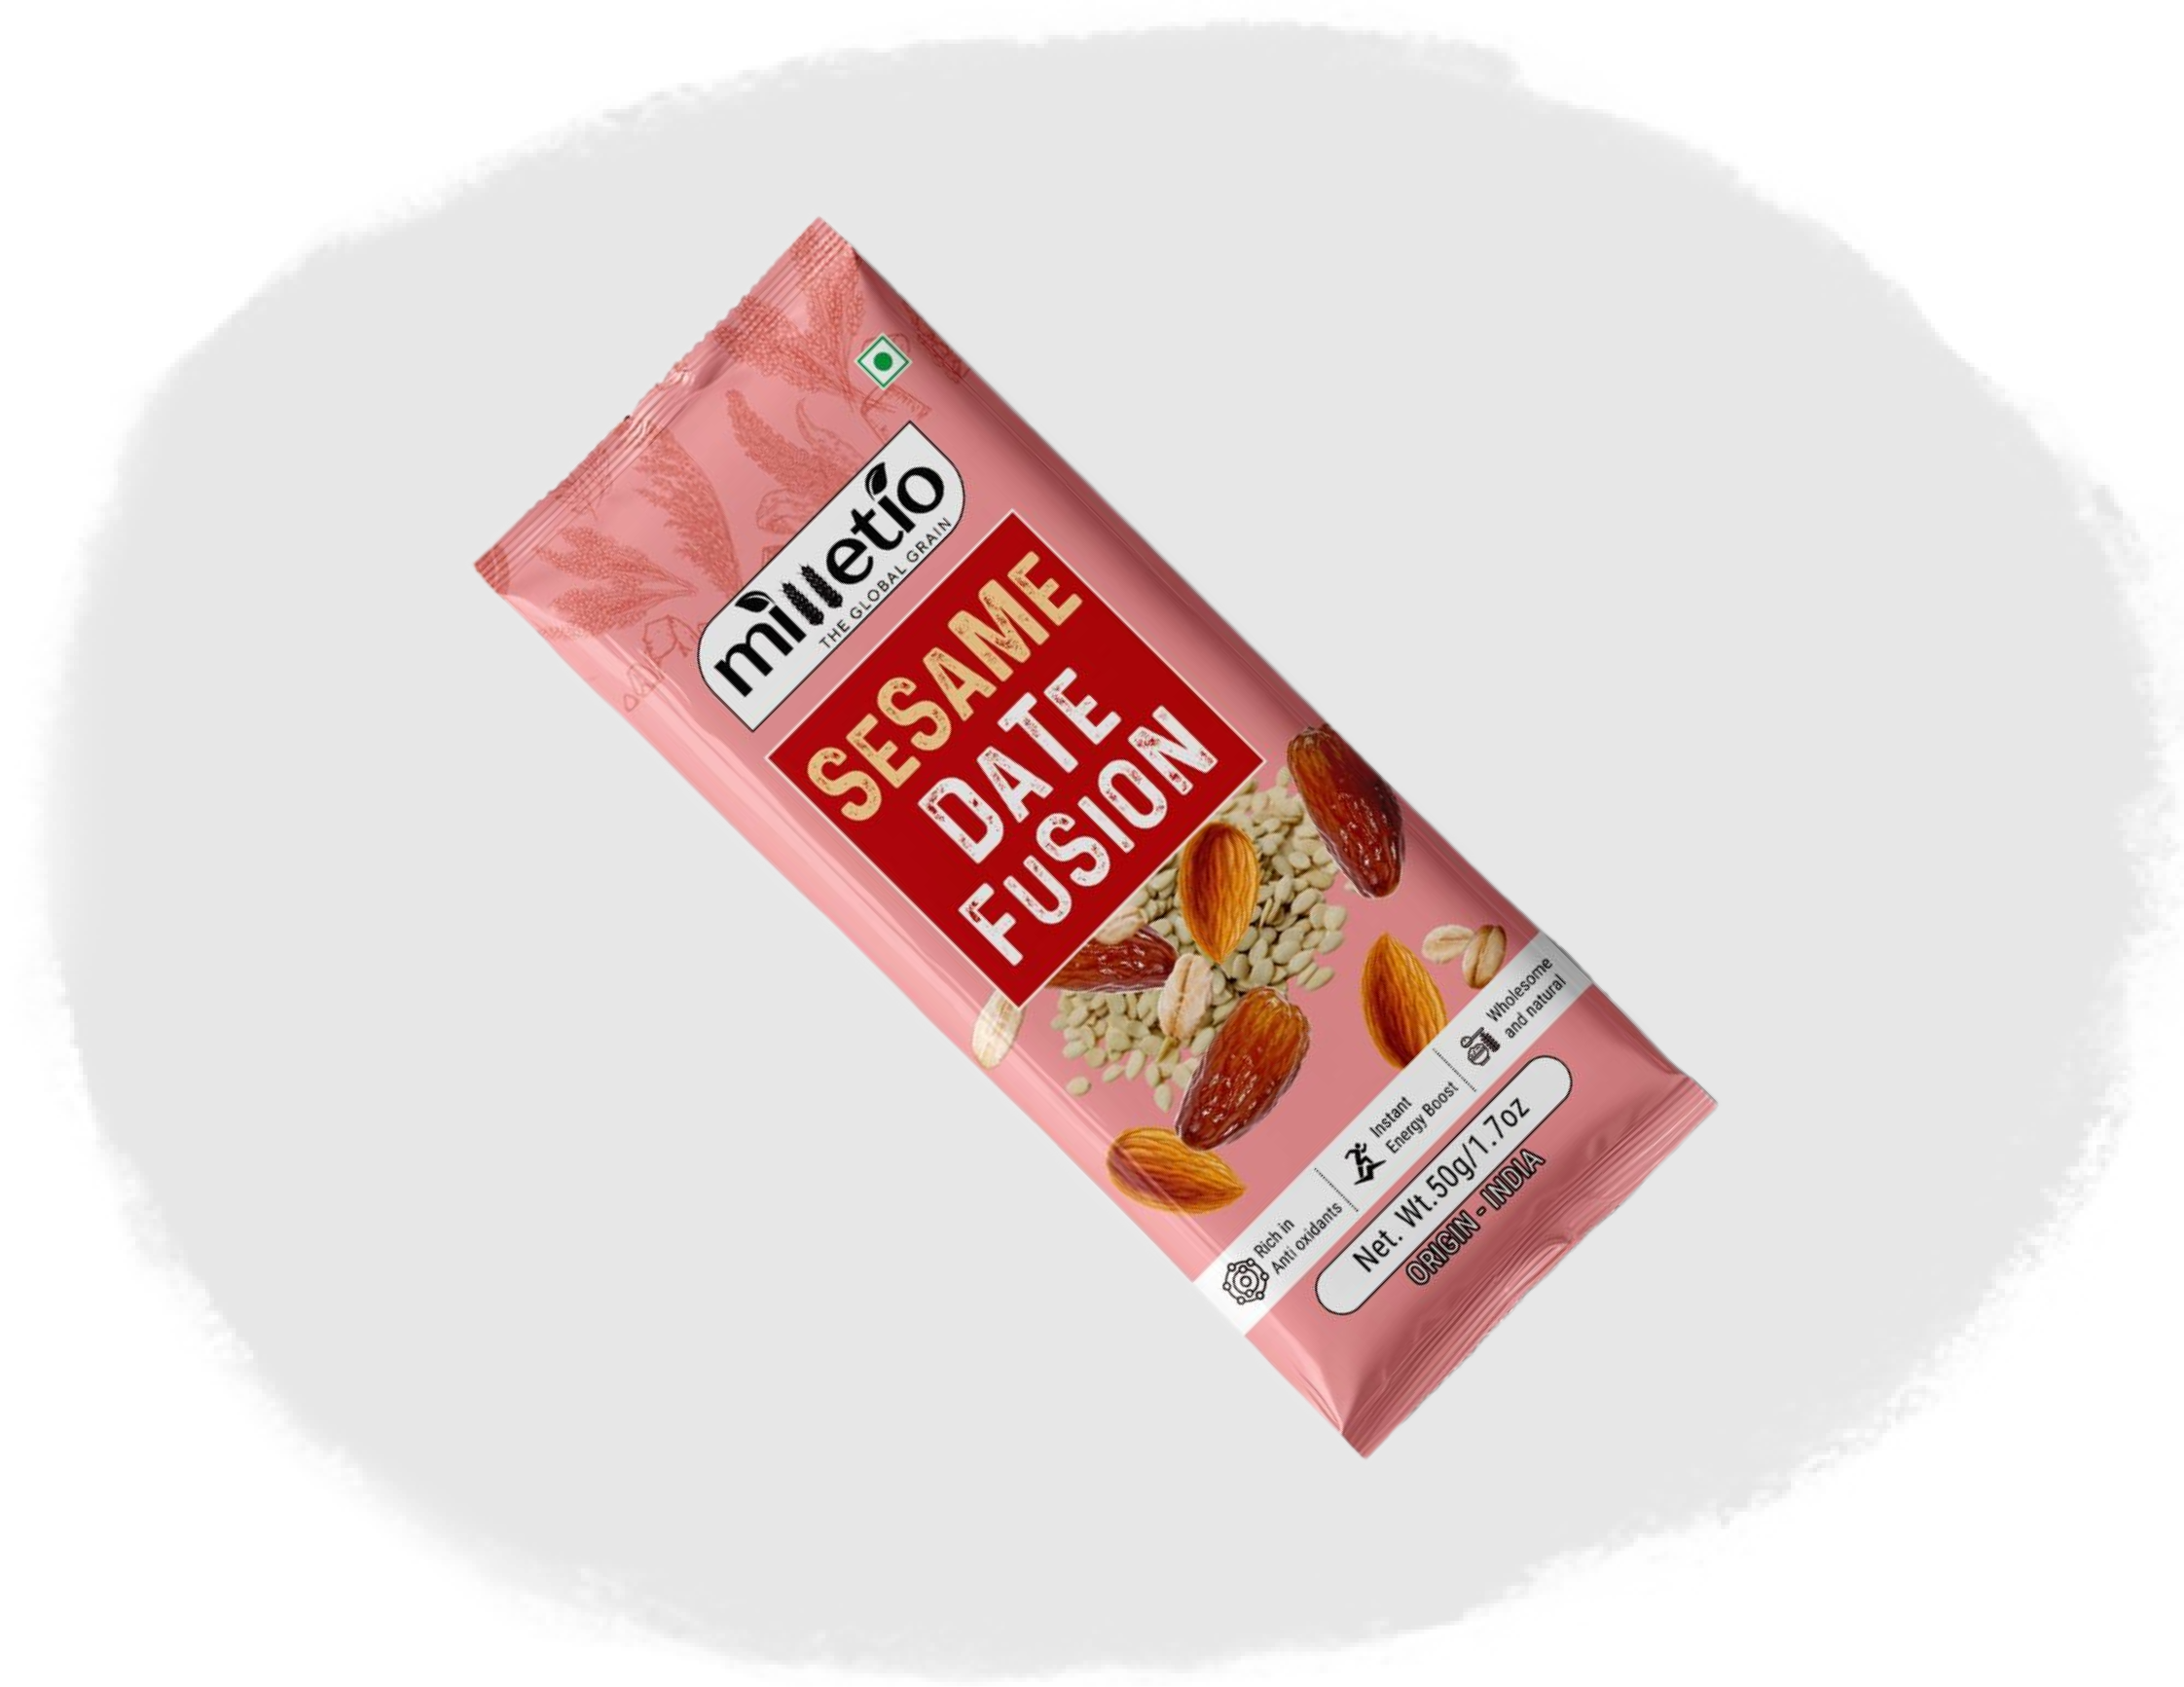 milletio
THE GLOBAL GRAIN
SESAME
DATE
FUSION
Rich in
Anti oxidants
Instant
Energy Boost
Wholesome
and natural
Net. Wt.50g/1.7oz
ORIGIN - INDIA